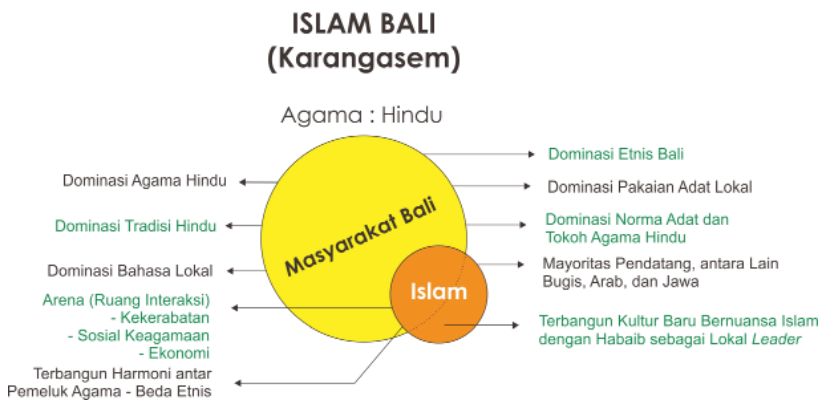 ISLAM BALI
(Karangasem)
Agama : Hindu
Dominasi Agama Hindu
Dominasi Tradisi Hindu
Dominasi Bahasa Lokal
Arena (Ruang Interaksi)
- Kekerabatan
- Sosial Keagamaan
- Ekonomi
Terbangun Harmoni antar
Pemeluk Agama - Beda Etnis
Masyarakat Bali
Islam
Dominasi Etnis Bali
Dominasi Pakaian Adat Lokal
Dominasi Norma Adat dan
Tokoh Agama Hindu
Mayoritas Pendatang, antara Lain
Bugis, Arab, dan Jawa
Terbangun Kultur Baru Bernuansa Islam
dengan Habaib sebagai Lokal Leader